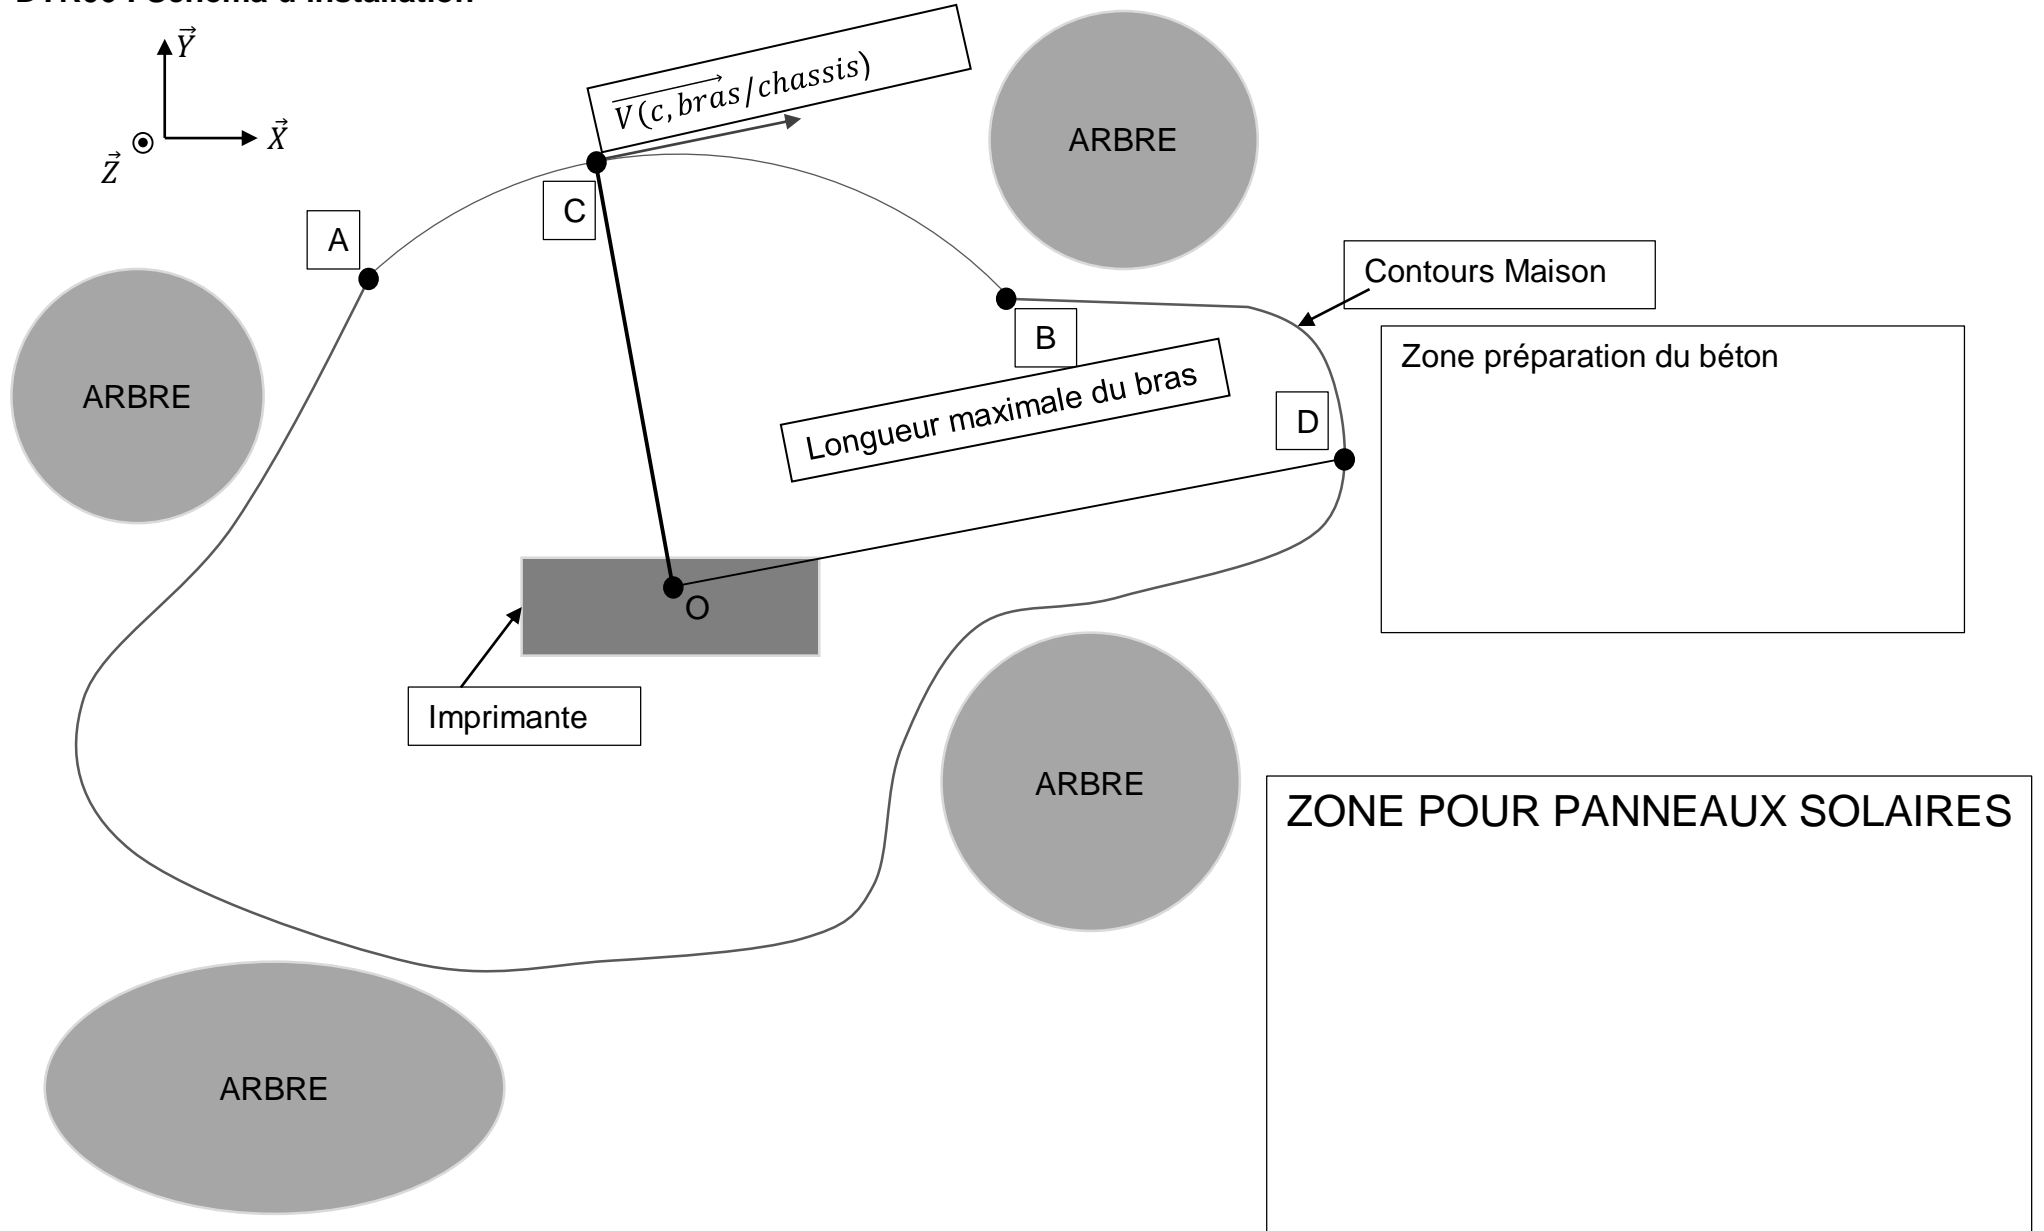 Y⃗
X⃗
Z⃗
V(c, bras/chassis)
ARBRE
C
A
Contours Maison
B
Zone préparation du béton
ARBRE
Longueur maximale du bras
D
O
Imprimante
ARBRE
ZONE POUR PANNEAUX SOLAIRES
ARBRE